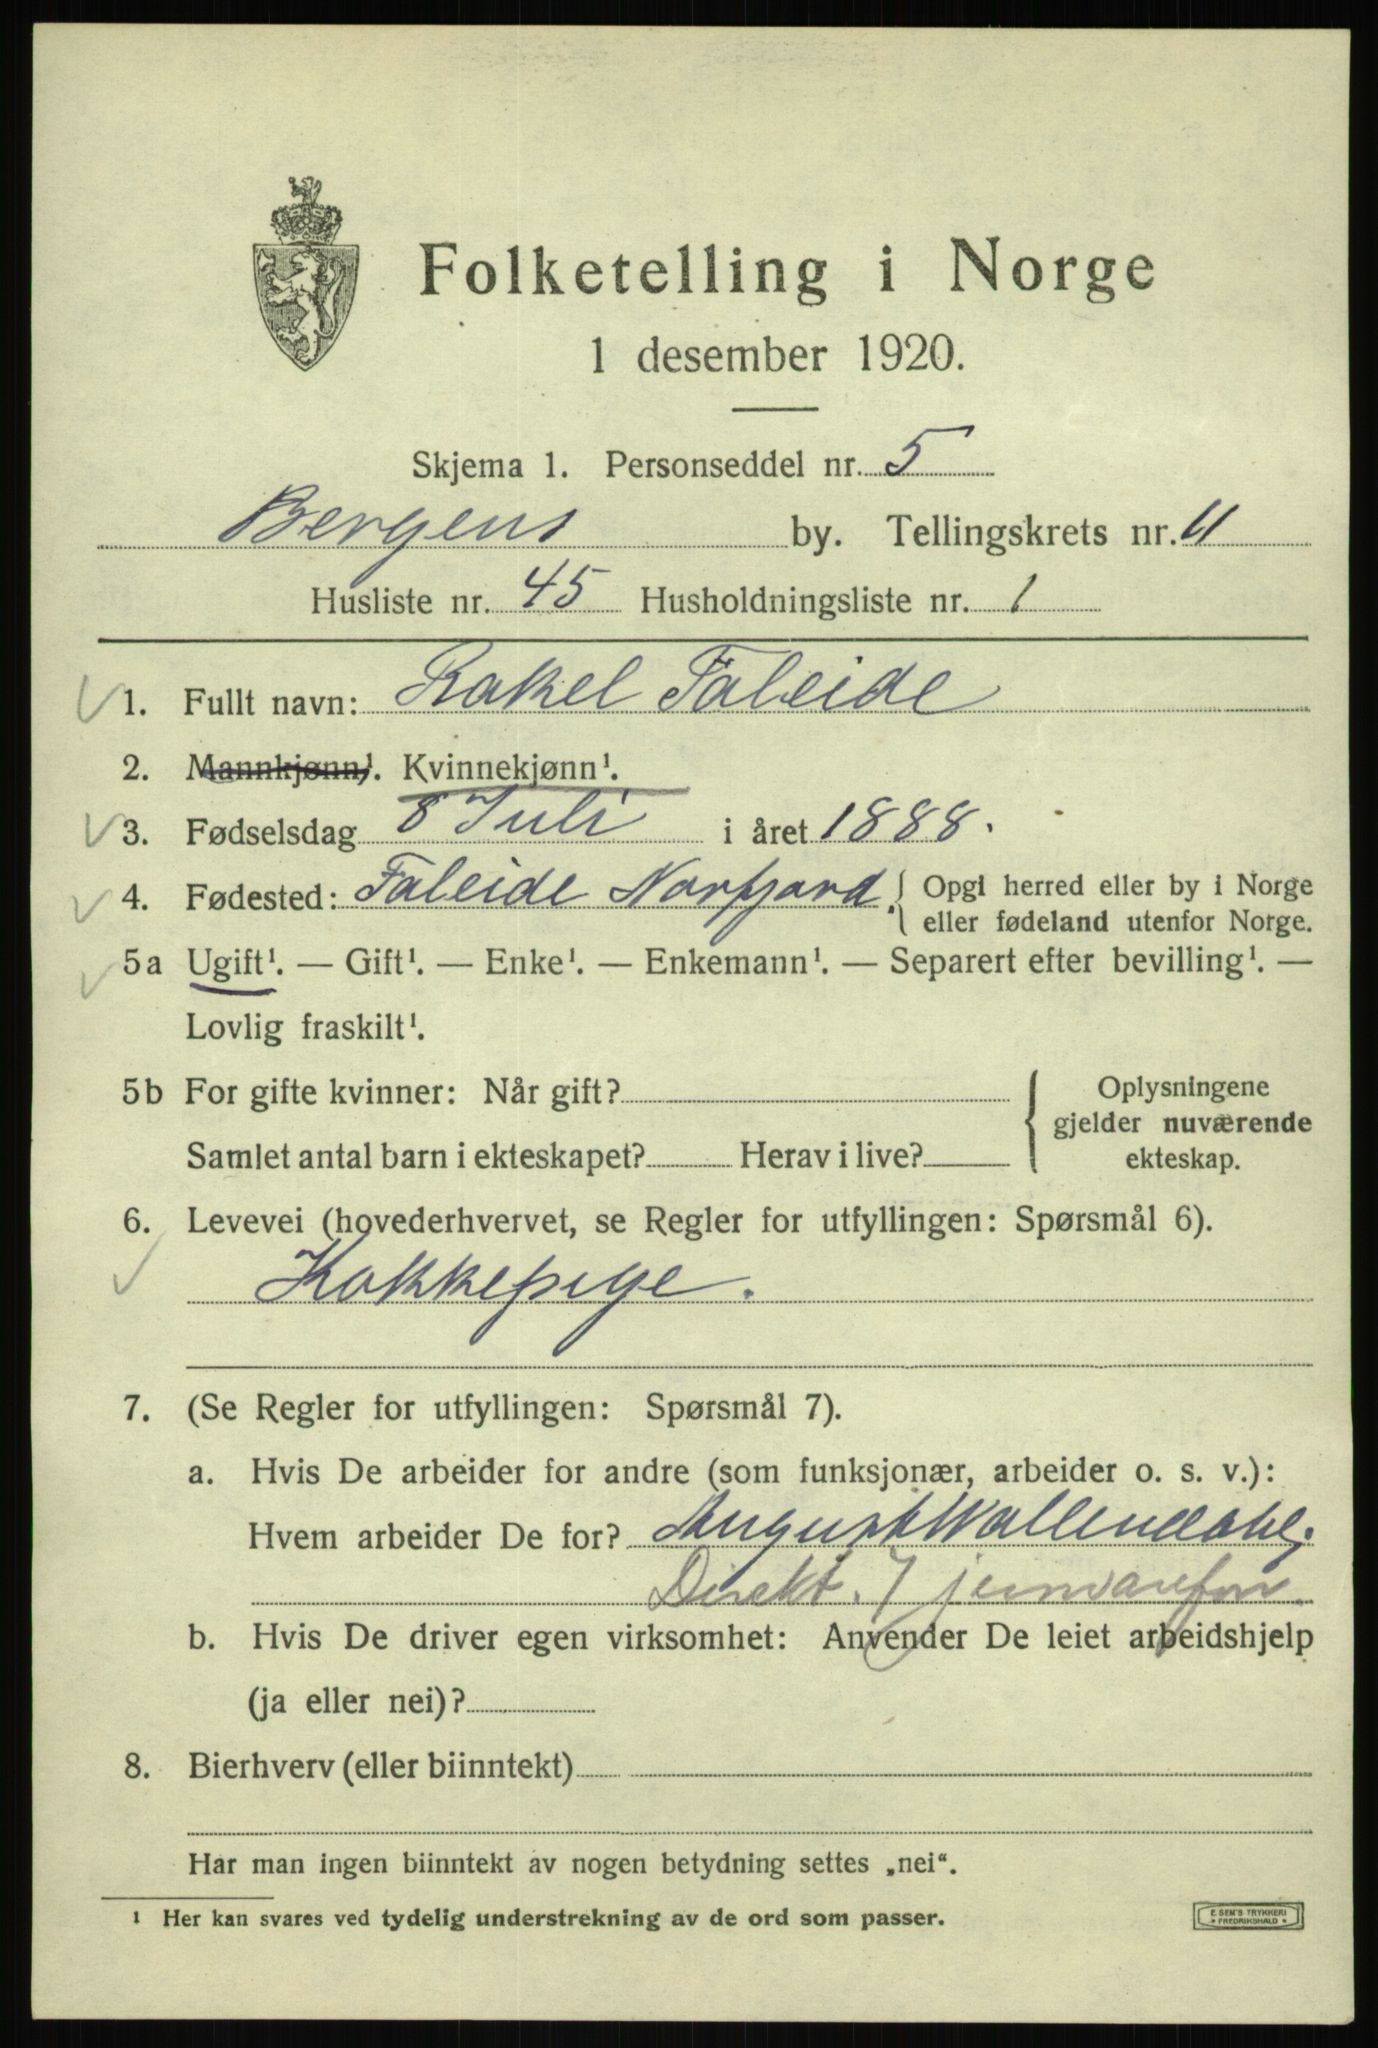 Folketelling i Norge
1 desember 1920.
Skjema 1. Personseddel nr. 5
Bergens by. Tellingskrets nr. 11
Husliste nr. 45 Husholdningsliste nr. 1
1. Fullt navn: Rakel Faleide
2. Mannkjønn¹. Kvinnekjønn¹.
3. Fødselsdag 8 Juli i året 1888.
4. Fødested: Faleide Norfjord. { Opgi herred eller by i Norge
eller fødeland utenfor Norge.
5a Ugift¹. — Gift¹. — Enke¹. — Enkemann¹. — Separert efter bevilling¹. —
Lovlig fraskilt¹.
5b For gifte kvinner: Når gift?
Samlet antal barn i ekteskapet? Herav i live?
Oplysningene
gjelder nuværende
ekteskap.
6. Levevei (hovederhvervet, se Regler for utfyllingen: Spørsmål 6).
Kokkepige.
7. (Se Regler for utfyllingen: Spørsmål 7).
a. Hvis De arbeider for andre (som funksjonær, arbeider o. s. v.):
Hvem arbeider De for? August Wallendahl.
Direkt. i
b. Hvis De driver egen virksomhet: Anvender De leiet arbeidshjelp
(ja eller nei)?
8. Bierhverv (eller biinntekt)
Har man ingen biinntekt av nogen betydning settes „nei“.
¹ Her kan svares ved tydelig understrekning av de ord som passer.
E. SEM'S TRYKKERI
* FREDRIKSHALD *